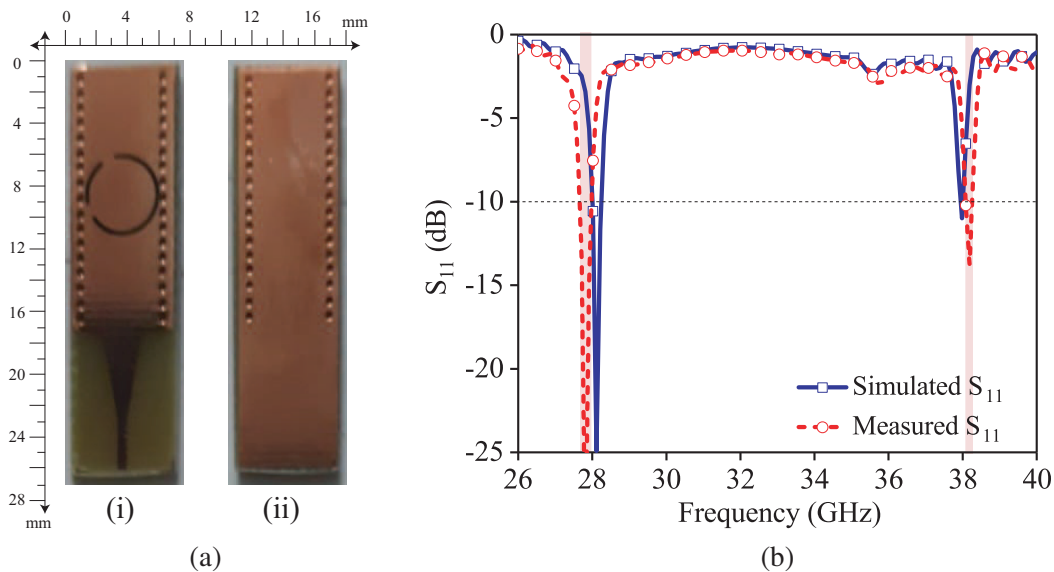 0 4 8 12 16 mm
0
4
8
12
16
20
24
28
mm
(i) (ii)
(a)
0
-5
-10
-15
-20
-25
S11 (dB)
Simulated S11
Measured S11
26 28 30 32 34 36 38 40
Frequency (GHz)
(b)